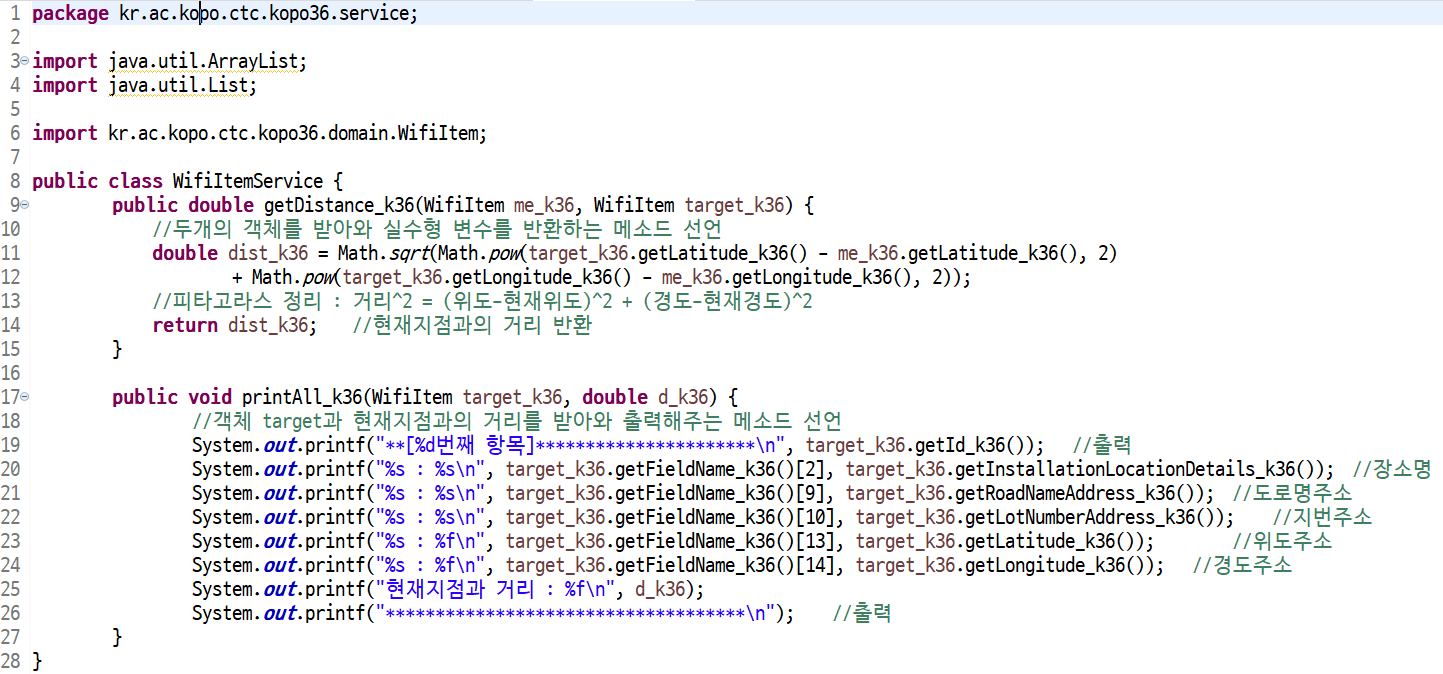 1 package kr.ac.kopo.ctc.kopo36.service;
2
3 import java.util.ArrayList;
4 import java.util.List;
5
6 import kr.ac.kopo.ctc.kopo36.domain.WifiItem;
7
8 public class WifiItemService {
9 public double getDistance_k36(WifiItem me_k36, WifiItem target_k36) {
10 //두개의 객체를 받아와 실수형 변수를 반환하는 메소드 선언
11 double dist_k36 = Math.sqrt(Math.pow(target_k36.getLatitude_k36() - me_k36.getLatitude_k36(), 2)
12 + Math.pow(target_k36.getLongitude_k36() - me_k36.getLongitude_k36(), 2));
13 //피타고라스 정리 : 거리^2 = (위도-현재위도)^2 + (경도-현재경도)^2
14 return dist_k36; //현재지점과의 거리 반환
15 }
16
17 public void printAll_k36(WifiItem target_k36, double d_k36) {
18 //객체 target과 현재지점과의 거리를 받아와 출력해주는 메소드 선언
19 System.out.printf("**[%d번째 항목]**********************\n", target_k36.getId_k36()); //출력
20 System.out.printf("%s : %s\n", target_k36.getFieldName_k36()[2], target_k36.getInstallationLocationDetails_k36()); //장소명
21 System.out.printf("%s : %s\n", target_k36.getFieldName_k36()[9], target_k36.getRoadNameAddress_k36()); //도로명주소
22 System.out.printf("%s : %s\n", target_k36.getFieldName_k36()[10], target_k36.getLotNumberAddress_k36()); //지번주소
23 System.out.printf("%s : %f\n", target_k36.getFieldName_k36()[13], target_k36.getLatitude_k36()); //위도주소
24 System.out.printf("%s : %f\n", target_k36.getFieldName_k36()[14], target_k36.getLongitude_k36()); //경도주소
25 System.out.printf("현재지점과 거리 : %f\n", d_k36);
26 System.out.printf("************************************\n"); //출력
27 }
28 }